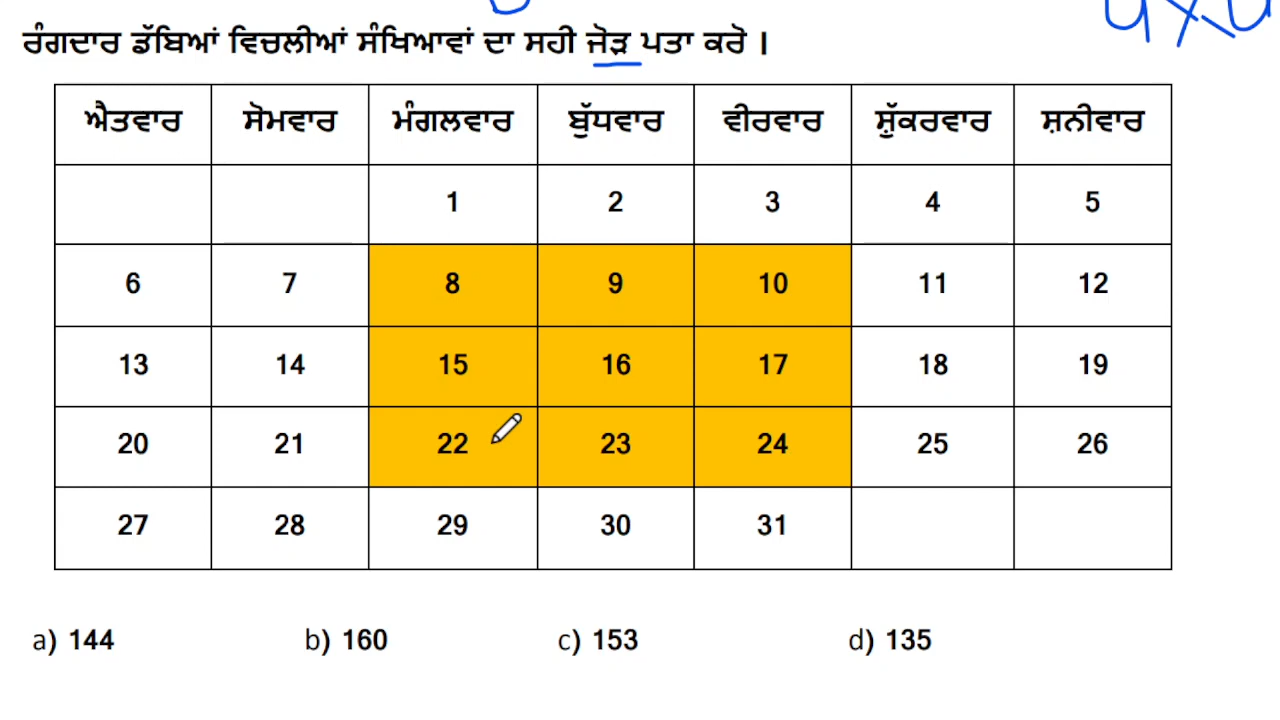 ਰੰਗਦਾਰ ਡੱਬਿਆਂ ਵਿਚਲੀਆਂ ਸੰਖਿਆਵਾਂ ਦਾ ਸਹੀ ਜੋੜ ਪਤਾ ਕਰੋ ।
ਐਤਵਾਰ ਸੋਮਵਾਰ ਮੰਗਲਵਾਰ ਬੁੱਧਵਾਰ ਵੀਰਵਾਰ ਸ਼ੁੱਕਰਵਾਰ ਸ਼ਨੀਵਾਰ
1 2 3 4 5
6 7 8 9 10 11 12
13 14 15 16 17 18 19
20 21 22 23 24 25 26
27 28 29 30 31
a) 144 b) 160 c) 153 d) 135